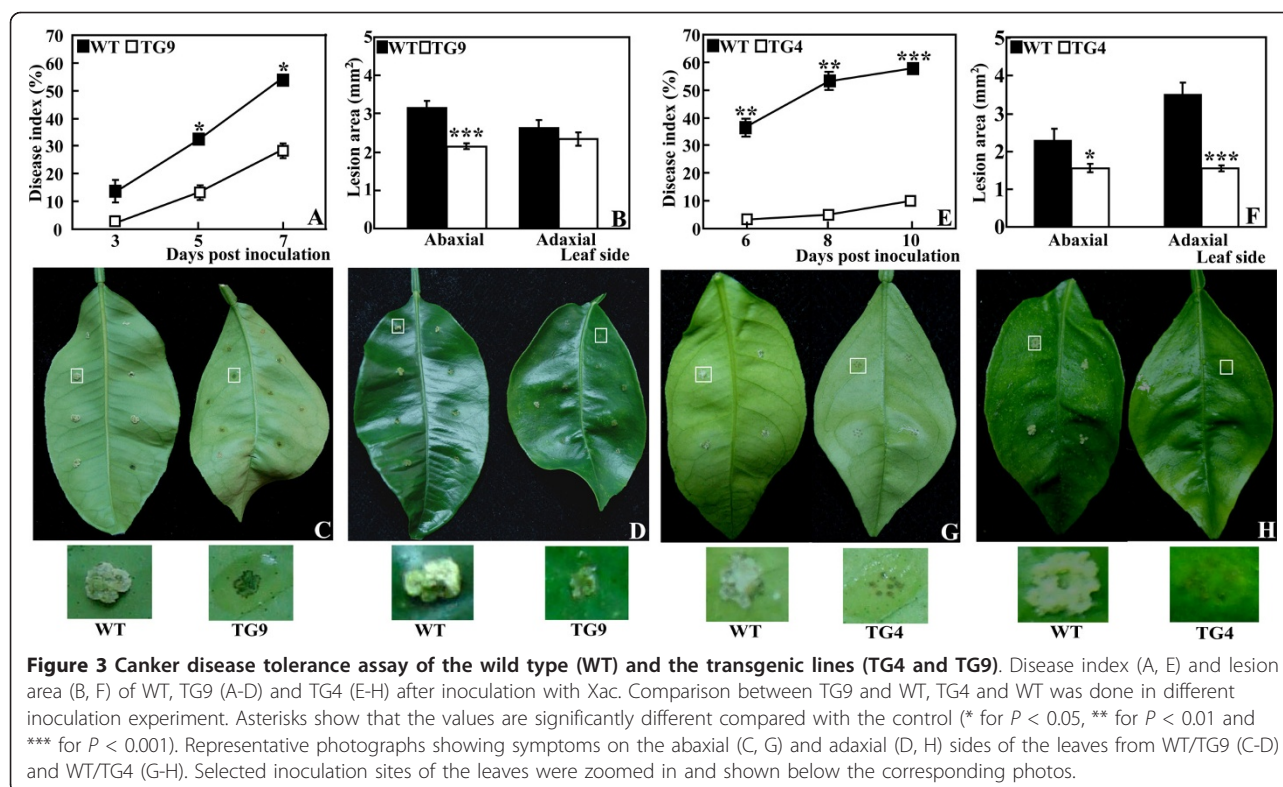 70
60
50
40
30
20
10
0
Disease index (%)
WT TG9
*
*
A
3 5 7
Days post inoculation
5
4
3
2
1
0
Lesion area (mm²)
WT TG9
***
B
Abaxial Adaxial
Leaf side
70
60
50
40
30
20
10
0
Disease index (%)
WT TG4
**
**
***
E
6 8 10
Days post inoculation
5
4
3
2
1
0
Lesion area (mm²)
WT TG4
*
***
F
Abaxial Adaxial
Leaf side
C D G H
WT TG9 WT TG9 WT TG4 WT TG4
Figure 3 Canker disease tolerance assay of the wild type (WT) and the transgenic lines (TG4 and TG9). Disease index (A, E) and lesion
area (B, F) of WT, TG9 (A-D) and TG4 (E-H) after inoculation with Xac. Comparison between TG9 and WT, TG4 and WT was done in different
inoculation experiment. Asterisks show that the values are significantly different compared with the control (* for P < 0.05, ** for P < 0.01 and
*** for P < 0.001). Representative photographs showing symptoms on the abaxial (C, G) and adaxial (D, H) sides of the leaves from WT/TG9 (C-D)
and WT/TG4 (G-H). Selected inoculation sites of the leaves were zoomed in and shown below the corresponding photos.